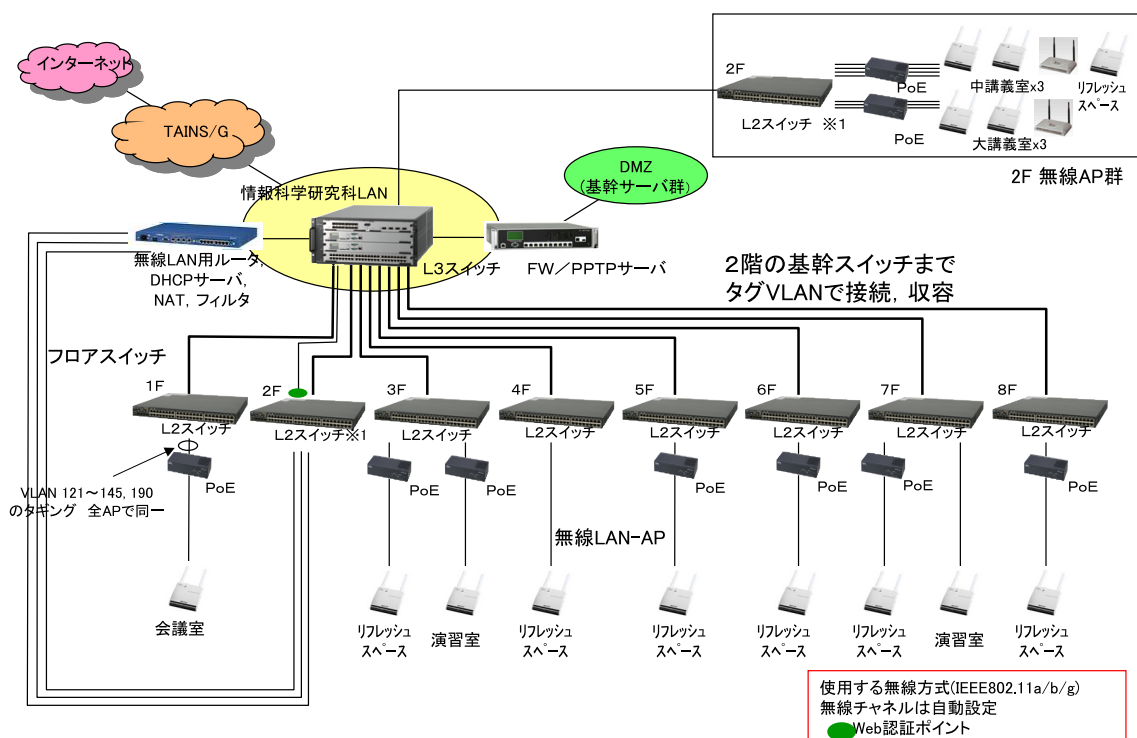 インターネット
TAINS/G
情報科学研究科LAN
DMZ
(基幹サーバ群)
2F
L2スイッチ ※1
PoE
PoE
中講義室x3
リフレッシュ
スペース
大講義室x3
2F 無線AP群
無線LAN用ルータ,
DHCPサーバ,
NAT, フィルタ
L3スイッチ
FW／PPTPサーバ
２階の基幹スイッチまで
タグVLANで接続, 収容
フロアスイッチ
1F
2F
3F
4F
5F
6F
7F
8F
L2スイッチ
L2スイッチ※1
L2スイッチ
L2スイッチ
L2スイッチ
L2スイッチ
L2スイッチ
L2スイッチ
PoE
PoE
PoE
PoE
PoE
PoE
PoE
VLAN 121～145, 190
のタギング 全APで同一
無線LAN-AP
会議室
リフレッシュ
スペース
演習室
リフレッシュ
スペース
リフレッシュ
スペース
リフレッシュ
スペース
リフレッシュ
スペース
演習室
リフレッシュ
スペース
使用する無線方式(IEEE802.11a/b/g)
無線チャネルは自動設定
Web認証ポイント